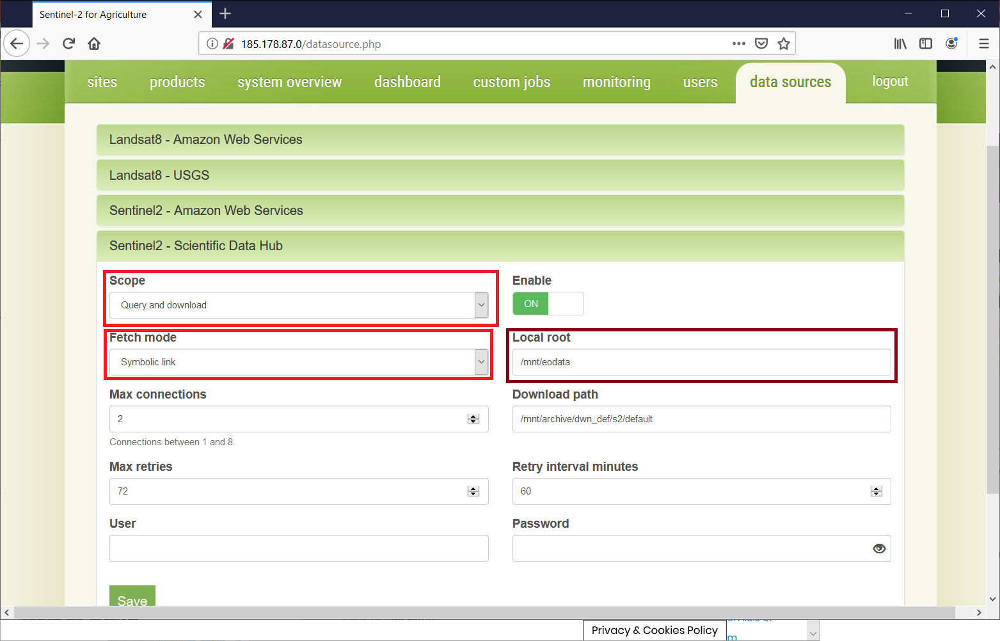 Sentinel-2 for Agriculture
185.178.87.0/datasource.php
sites products system overview dashboard custom jobs monitoring users data sources logout
Landsat8 - Amazon Web Services
Landsat8 - USGS
Sentinel2 - Amazon Web Services
Sentinel2 - Scientific Data Hub
Scope Enable
Query and download ON
Fetch mode Local root
Symbolic link /mnt/eodata
Max connections Download path
2 /mnt/archive/dwn_def/s2/default
Connections between 1 and 8.
Max retries Retry interval minutes
72 60
User Password
Save
Privacy & Cookies Policy